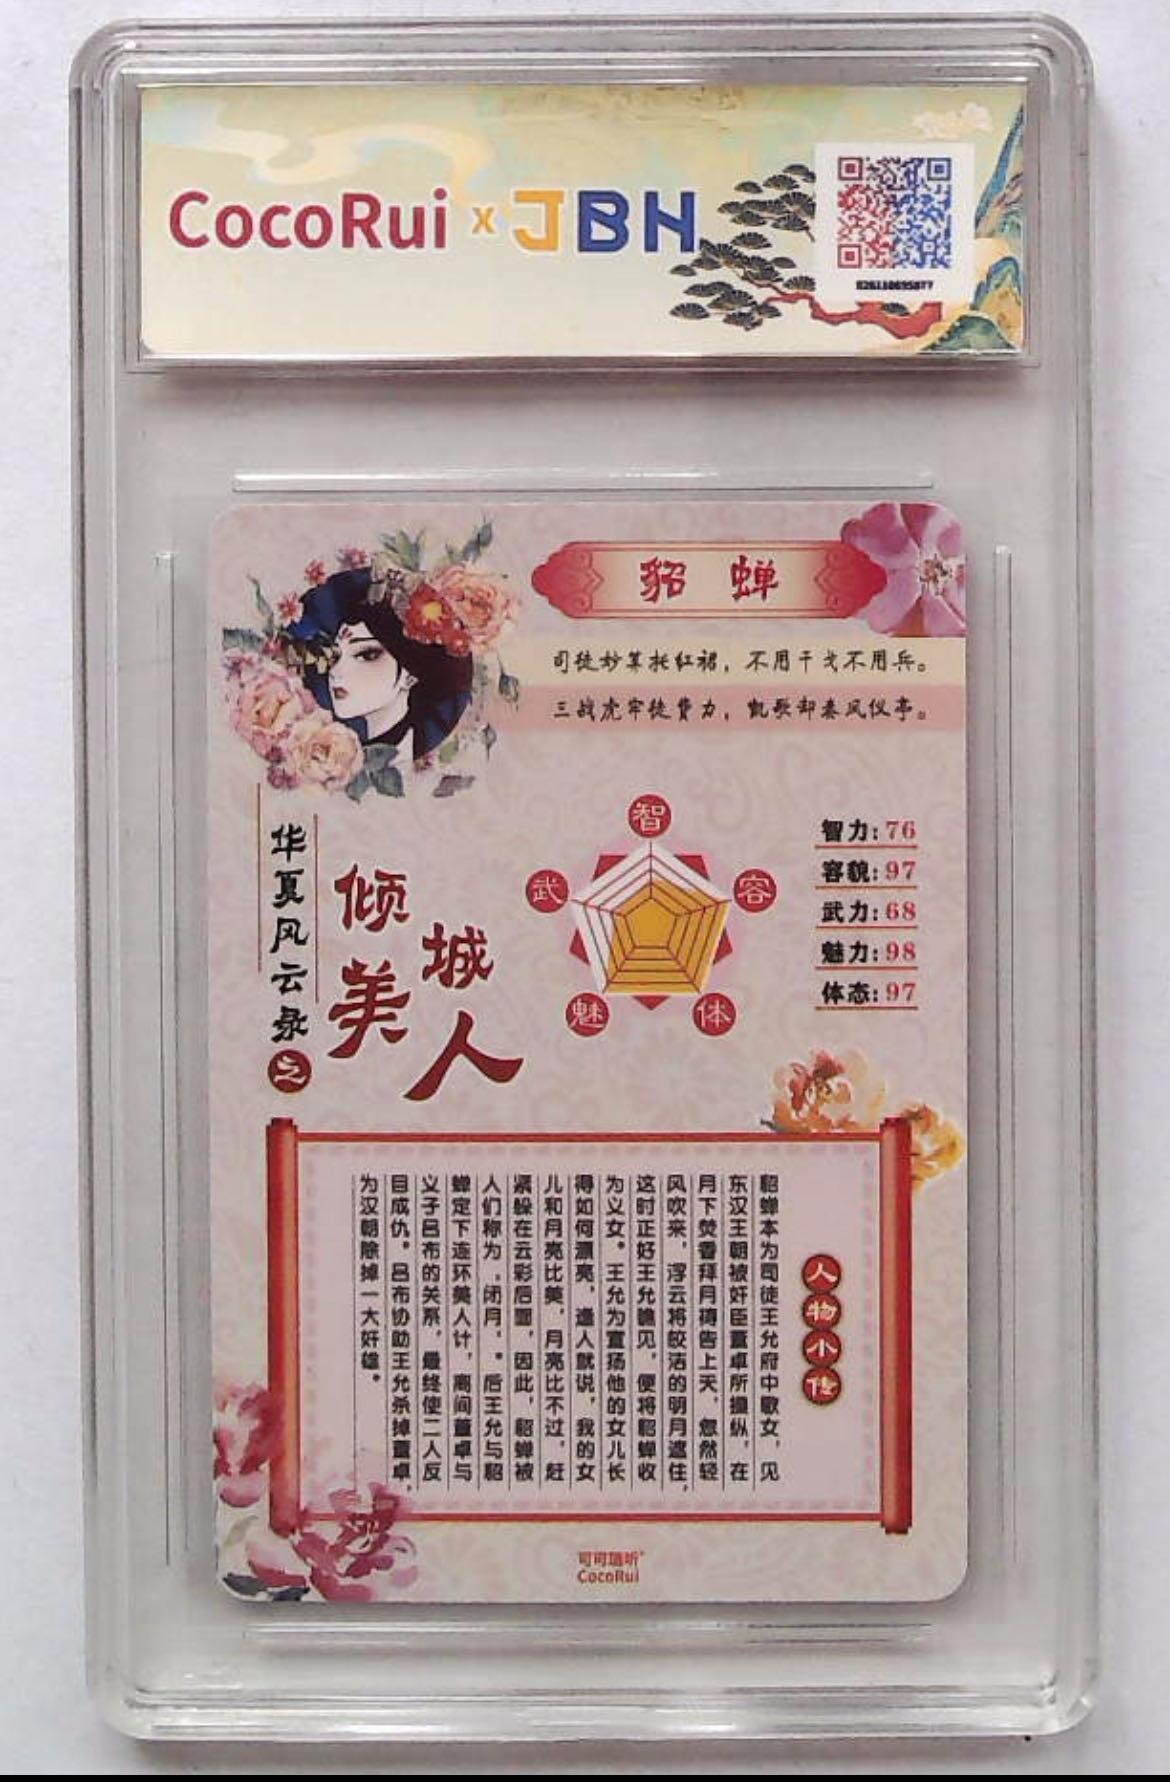 CocoRui x JBH
貂 蝉
司徒妙算托红裙，不用干戈不用兵。
三战虎牢徒费力，凯歌却奏凤仪亭。
华夏风云录之
倾城美人
智
武
容
魅
体
智力:76
容貌:97
武力:68
魅力:98
体态:97
人物小传
貂蝉本为司徒王允府中歌女，见
东汉王朝被奸臣董卓所操纵，在
月下焚香拜月祷告上天，忽然轻
风吹来，浮云将皎洁的明月遮住，
这时正好王允瞧见，便将貂蝉收
为义女。王允为宣扬他的女儿长
得如何漂亮，逢人就说，我的女
儿和月亮比美，月亮比不过，赶
紧躲在云彩后面，因此，貂蝉被
人们称为“闭月”。后王允与貂
蝉定下连环美人计，离间董卓与
义子吕布的关系，最终使二人反
目成仇。吕布协助王允杀掉董卓，
为汉朝除掉一大奸雄。
可可瑞听
CocoRui